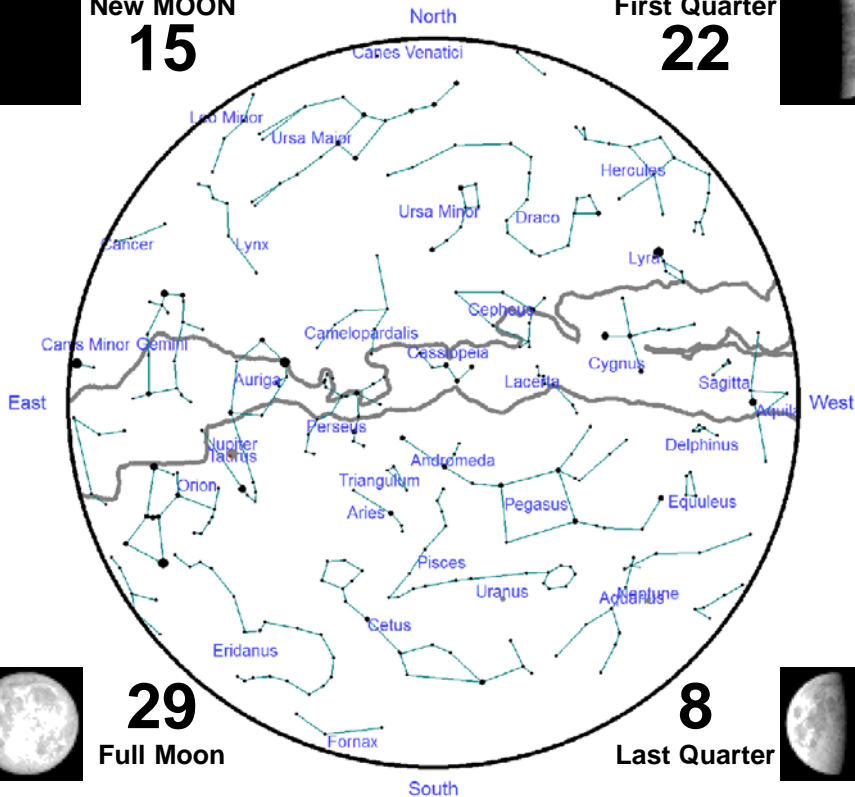 New MOON
15
First Quarter
22
North
Canes Venatici
Leo Minor
Ursa Major
Hercules
Ursa Minor
Draco
Cancer
Lynx
Lyra
Cepheus
Camelopardalis
Canis Minor
Gemini
Cassiopeia
Cygnus
Auriga
Lacerta
Sagitta
East
West
Aquila
Perseus
Jupiter
Taurus
Delphinus
Andromeda
Triangulum
Orion
Pegasus
Equuleus
Aries
Pisces
Uranus
Neptune
Aquarius
Cetus
Eridanus
29
Full Moon
8
Last Quarter
Fornax
South